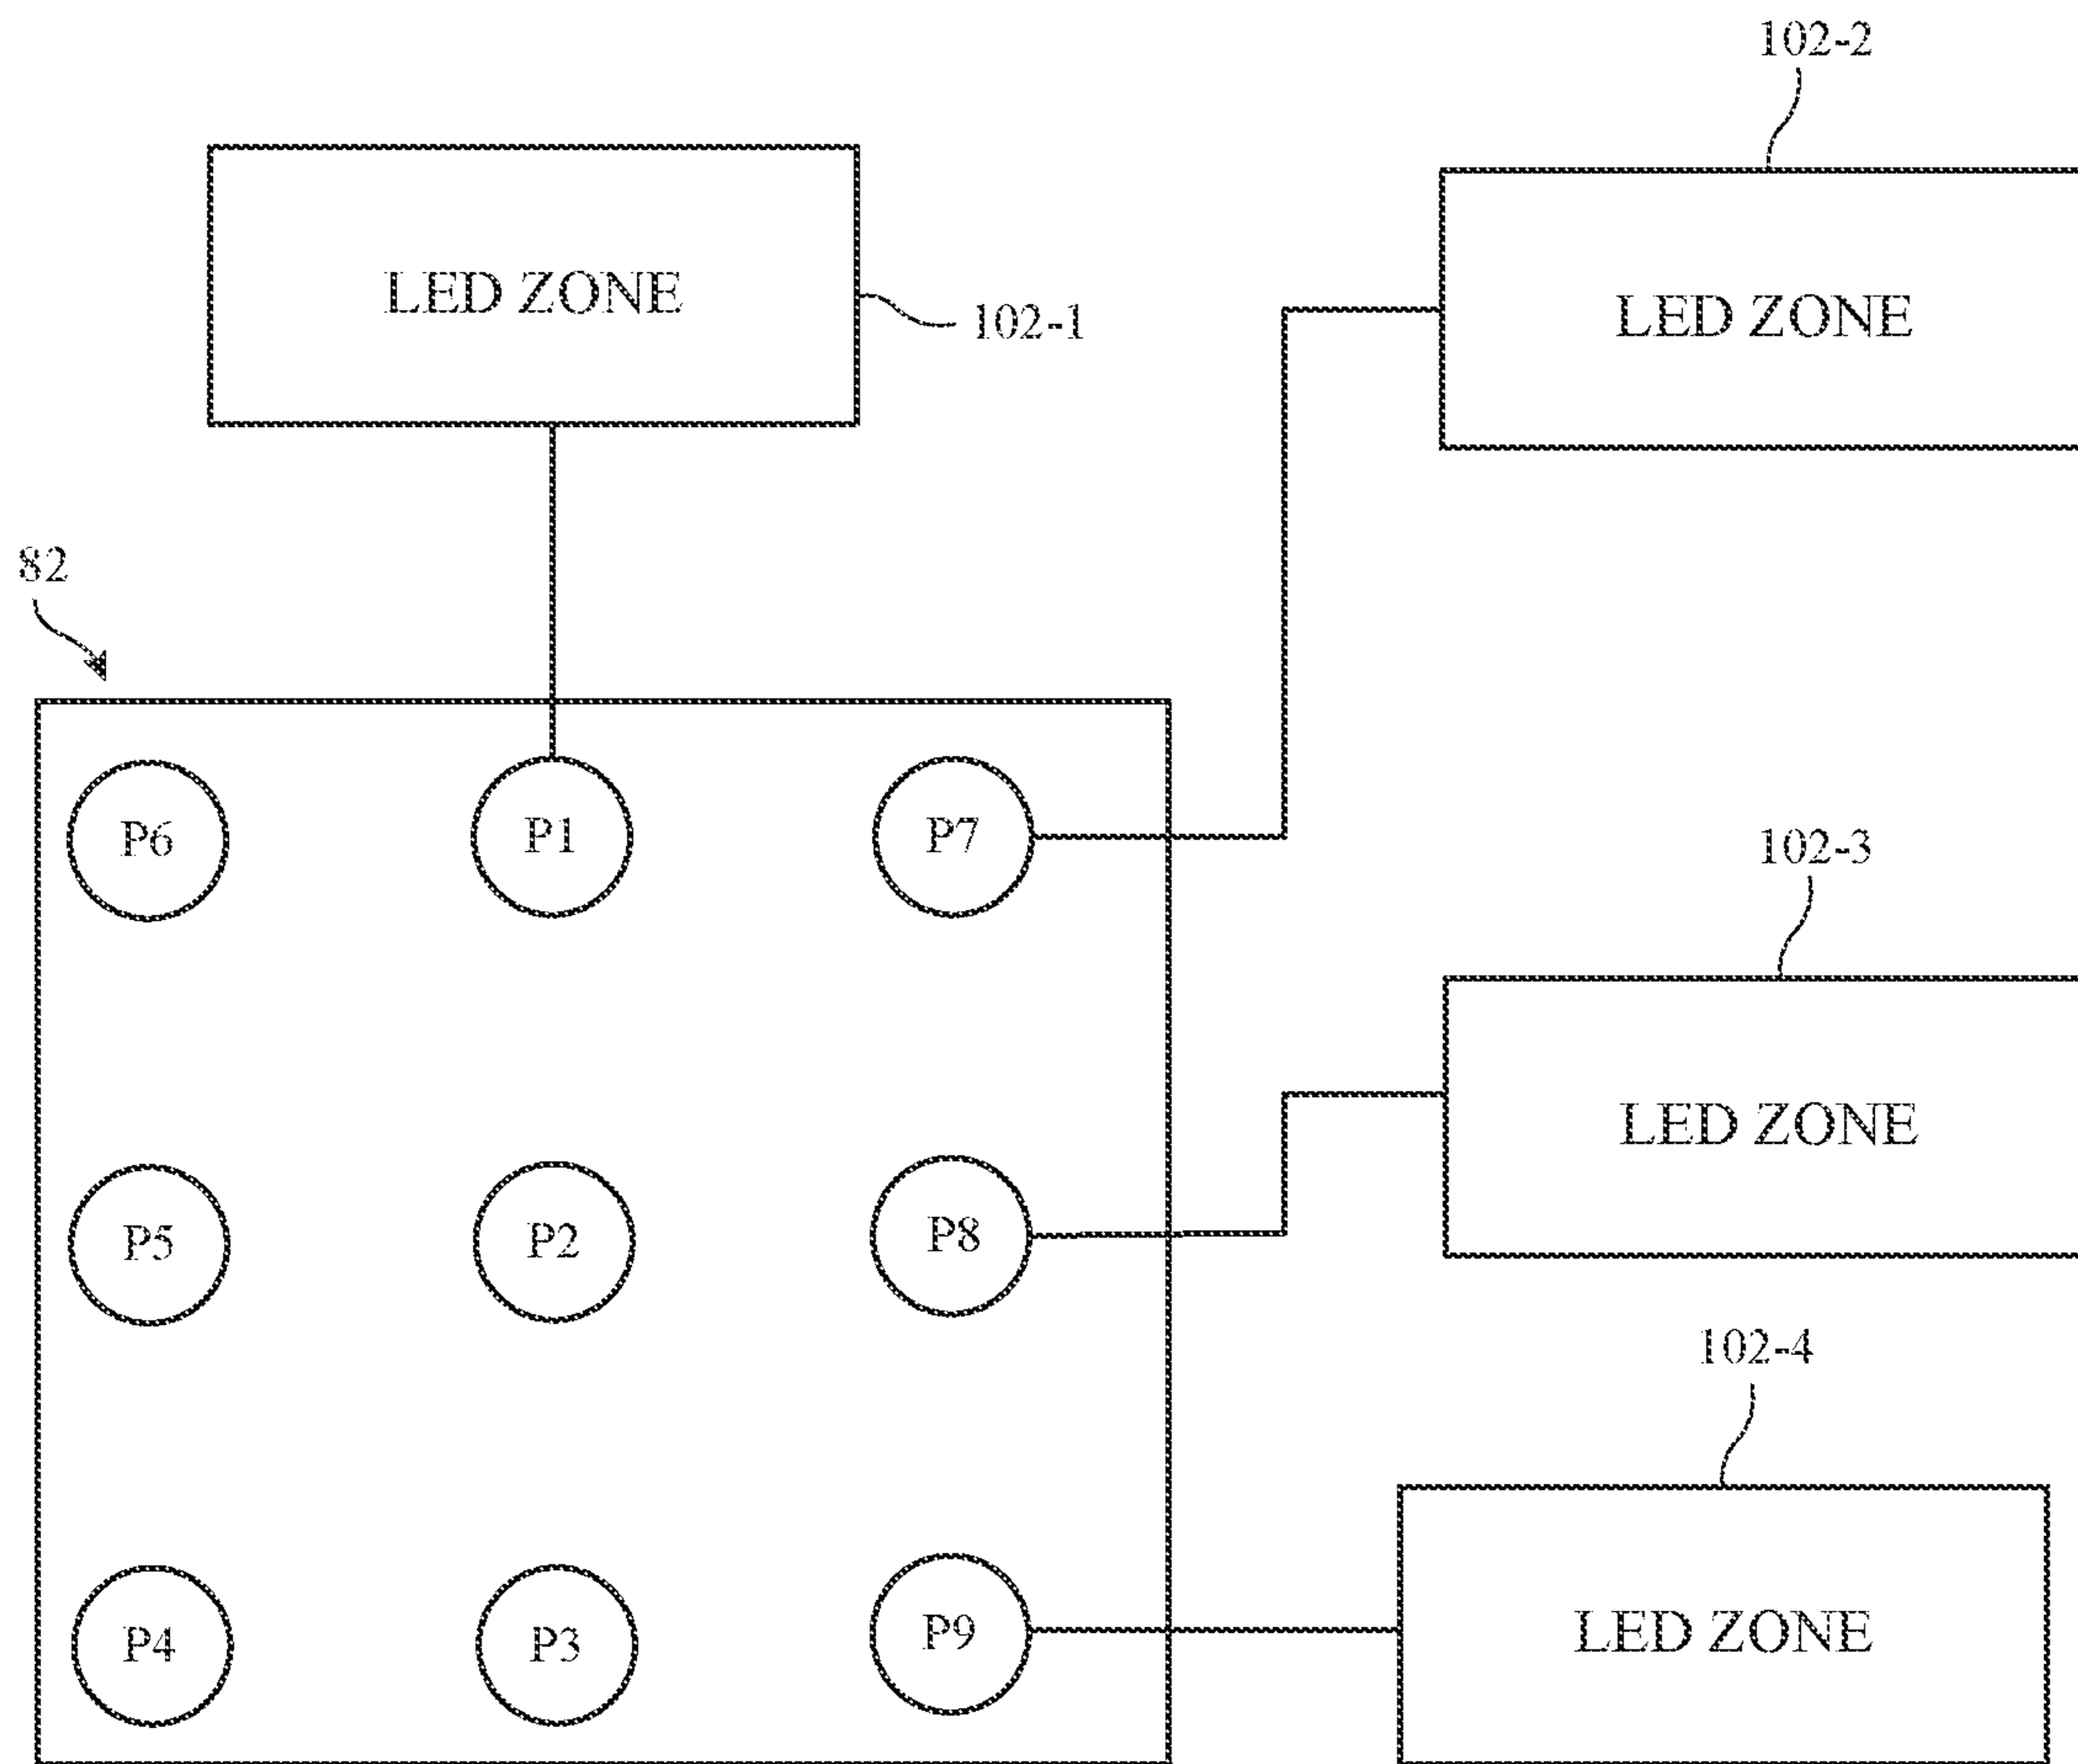 102-2
LED ZONE
102-1
LED ZONE
82
P6
P1
P7
102-3
LED ZONE
P5
P2
P8
102-4
P4
P3
P9
LED ZONE